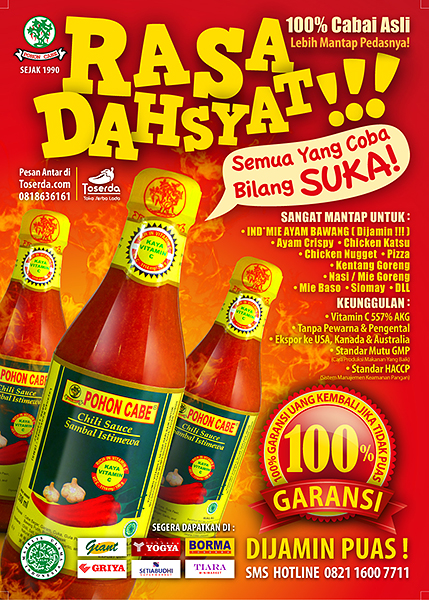 POHON CABE
SEJAK 1990
RASA
DAHSYAT!!!
100% Cabai Asli
Lebih Mantap Pedasnya!
Semua Yang Coba
Bilang SUKA!
Pesan Antar di
Toserda.com
0818636161
Toserda
Toko Serba Lada
SANGAT MANTAP UNTUK :
• IND*MIE AYAM BAWANG ( Dijamin !!! )
• Ayam Crispy • Chicken Katsu
• Chicken Nugget • Pizza
• Kentang Goreng
• Nasi / Mie Goreng
• Mie Baso • Siomay • DLL
KEUNGGULAN :
• Vitamin C 557% AKG
• Tanpa Pewarna & Pengental
• Ekspor ke USA, Kanada & Australia
• Standar Mutu GMP
(Cara Produksi Makanan Yang Baik)
• Standar HACCP
(Sistem Manajemen Keamanan Pangan)
KAYA
VITAMIN
C
POHON CABE
Chili Sauce
Sambal Istimewa
KAYA
VITAMIN
C
100% GARANSI UANG KEMBALI JIKA TIDAK PUAS
100%
GARANSI
SEGERA DAPATKAN DI :
Giant
YOGYA
BORMA
GRIYA
SETIABUDHI
SUPERMARKET
TIARA
DIJAMIN PUAS !
SMS HOTLINE 0821 1600 7711